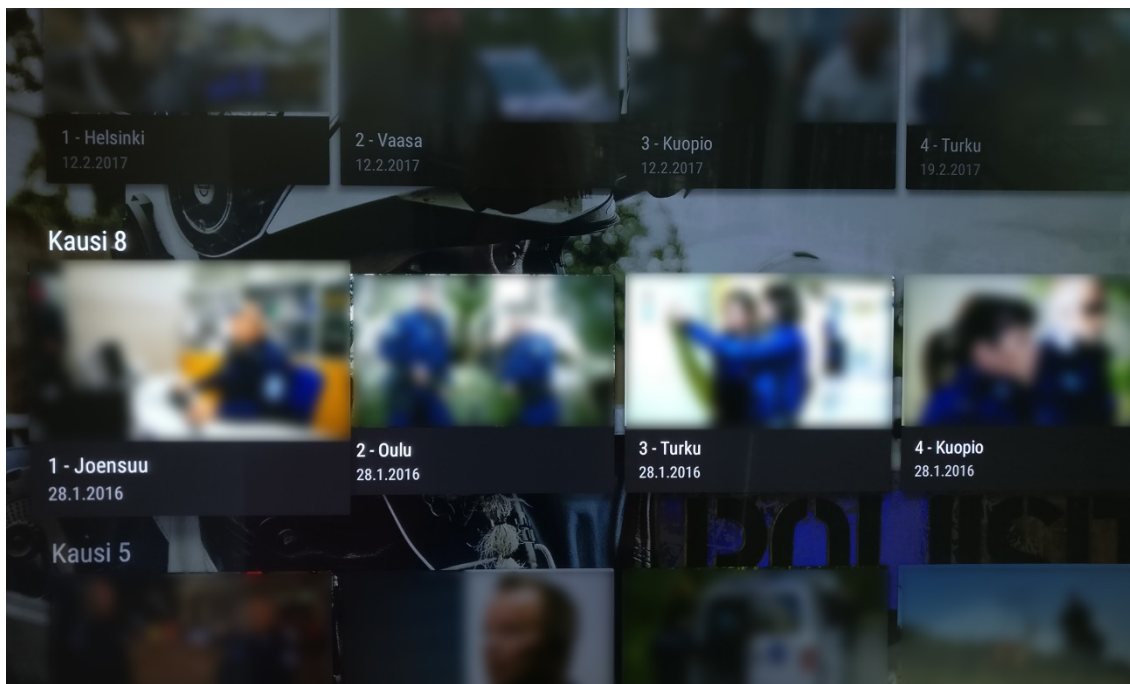 1 - Helsinki
12.2.2017
2 - Vaasa
12.2.2017
3 - Kuopio
12.2.2017
4 - Turku
19.2.2017
Kausi 8
1 - Joensuu
28.1.2016
2 - Oulu
28.1.2016
3 - Turku
28.1.2016
4 - Kuopio
28.1.2016
Kausi 5
POLIISIT